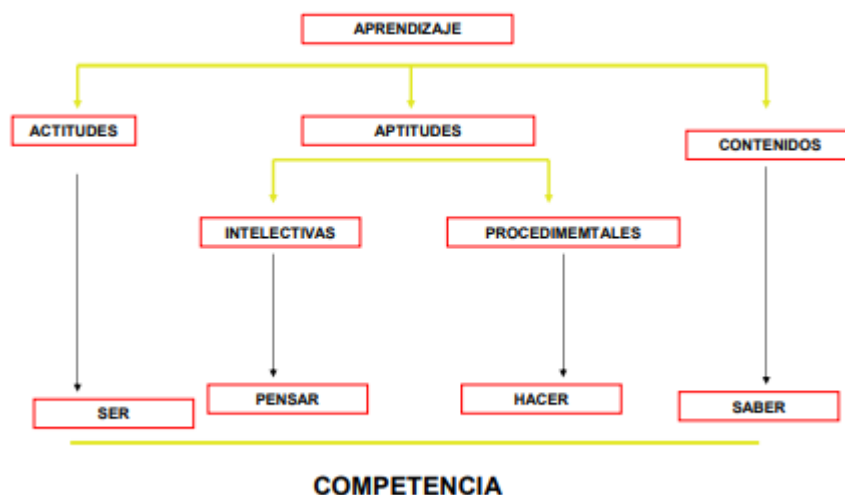 APRENDIZAJE
ACTITUDES
APTITUDES
CONTENIDOS
INTELECTIVAS
PROCEDIMEMTALES
SER
PENSAR
HACER
SABER
COMPETENCIA